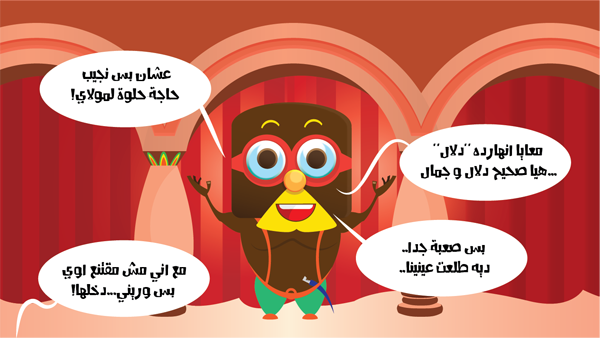 عشان بس نجيب
حاجة حلوة لمولاي!
معايا انهارده "دلال"
...هيا صحيح دلال و جمال
بس صعبة جدا..
ديه طلعت عينينا..
مع اني مش مقتنع اوي
بس وريني...دخلها!